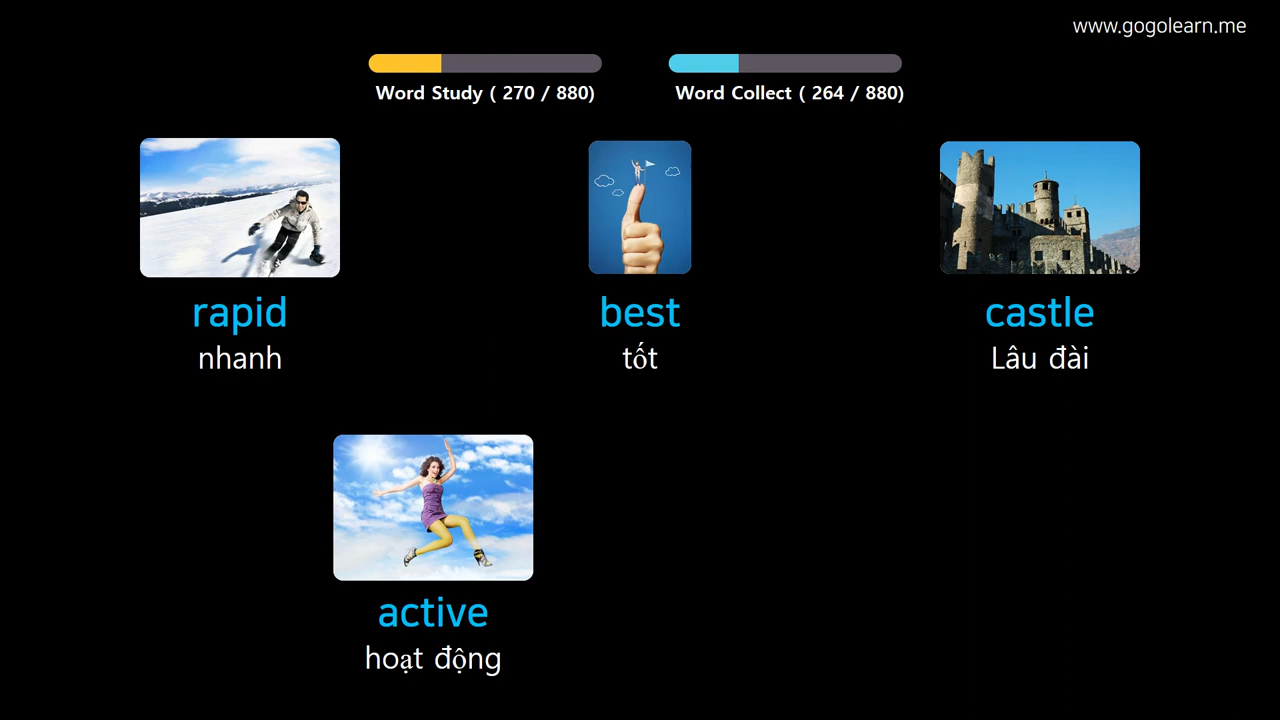 www.gogolearn.me
Word Study ( 270 / 880)
Word Collect ( 264 / 880)
rapid
nhanh
best
tốt
castle
Lâu đài
active
hoạt động